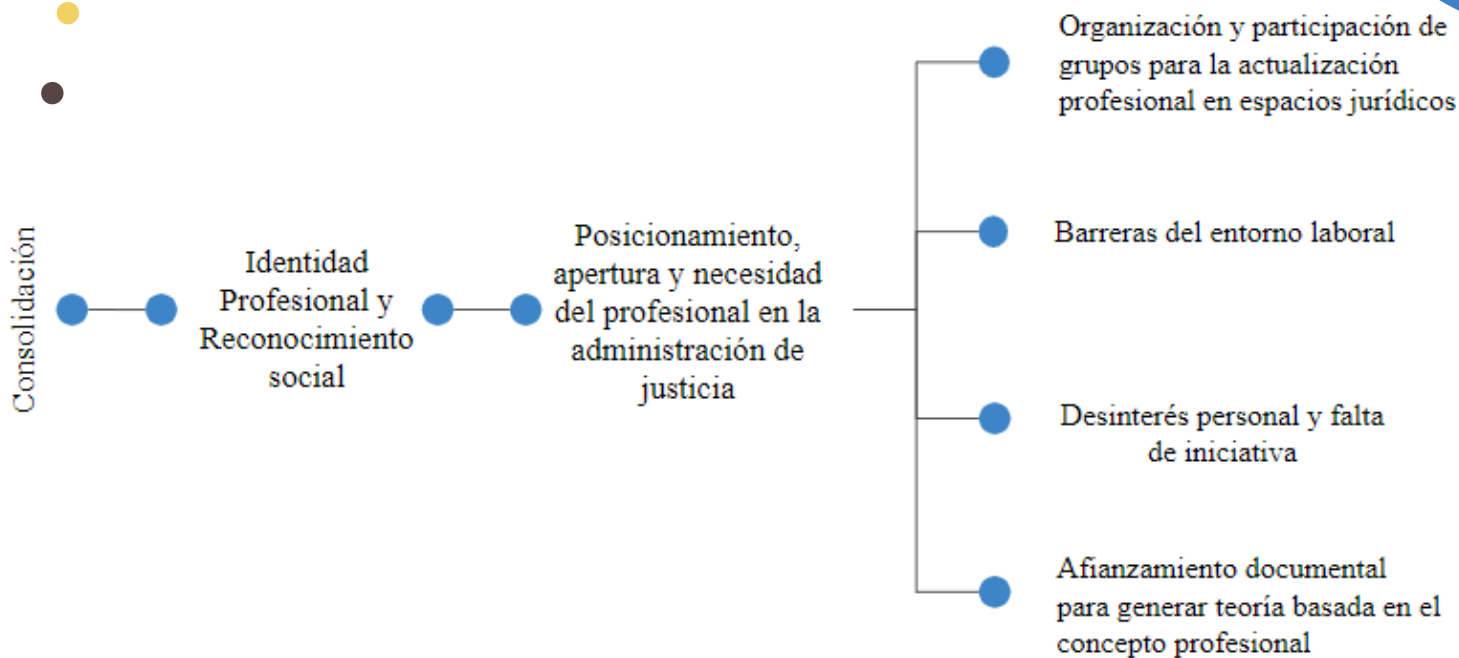 Consolidación
Identidad
Profesional y
Reconocimiento
social
Posicionamiento,
apertura y necesidad
del profesional en la
administración de
justicia
Organización y participación de
grupos para la actualización
profesional en espacios jurídicos
Barreras del entorno laboral
Desinterés personal y falta
de iniciativa
Afianzamiento documental
para generar teoría basada en el
concepto profesional